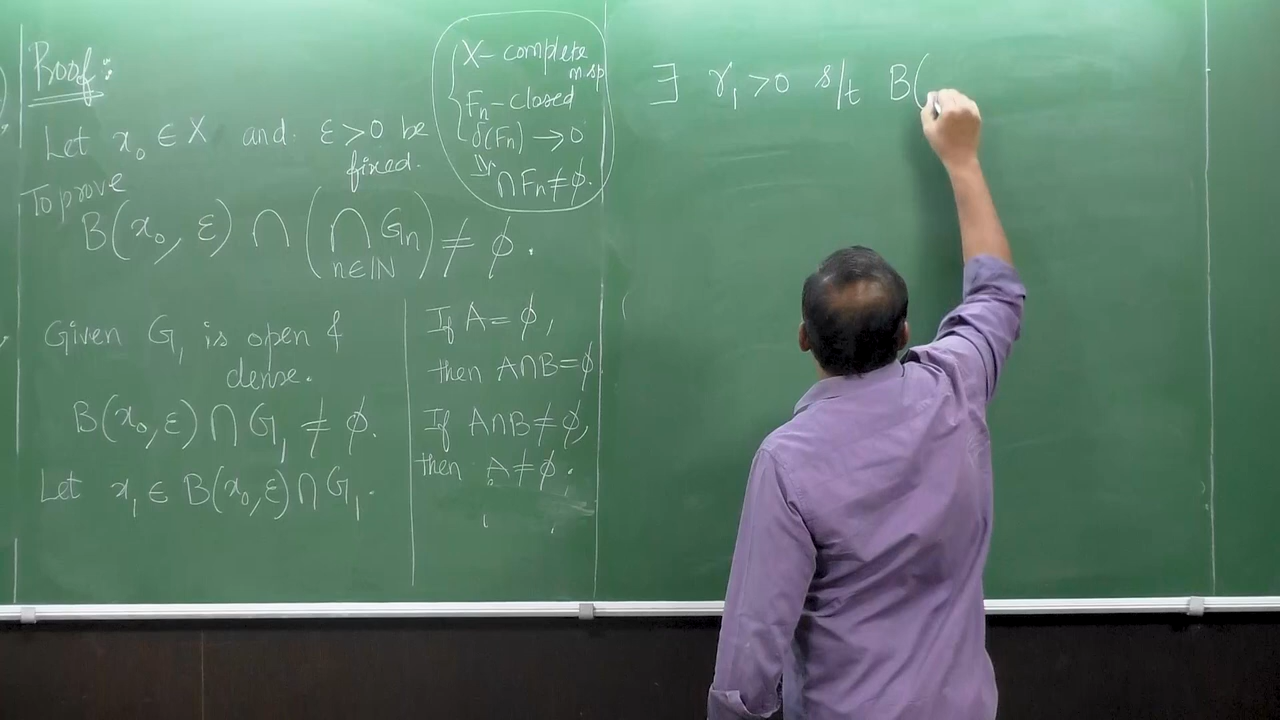 Proof:
Let x₀ ∈ X and ε > 0 be
fixed.
To prove
B(x₀, ε) ∩ (⋂ Gₙ) ≠ ϕ.
n∈ℕ
X – complete
m sp
Fₙ – closed
δ(Fₙ) → 0
⇓
∩Fₙ ≠ ϕ.
Given G₁ is open &
dense.
B(x₀, ε) ∩ G₁ ≠ ϕ.
Let x₁ ∈ B(x₀, ε) ∩ G₁.
If A = ϕ,
then A∩B = ϕ
If A∩B ≠ ϕ,
then A ≠ ϕ.
∃ r₁ > 0 s/t B(